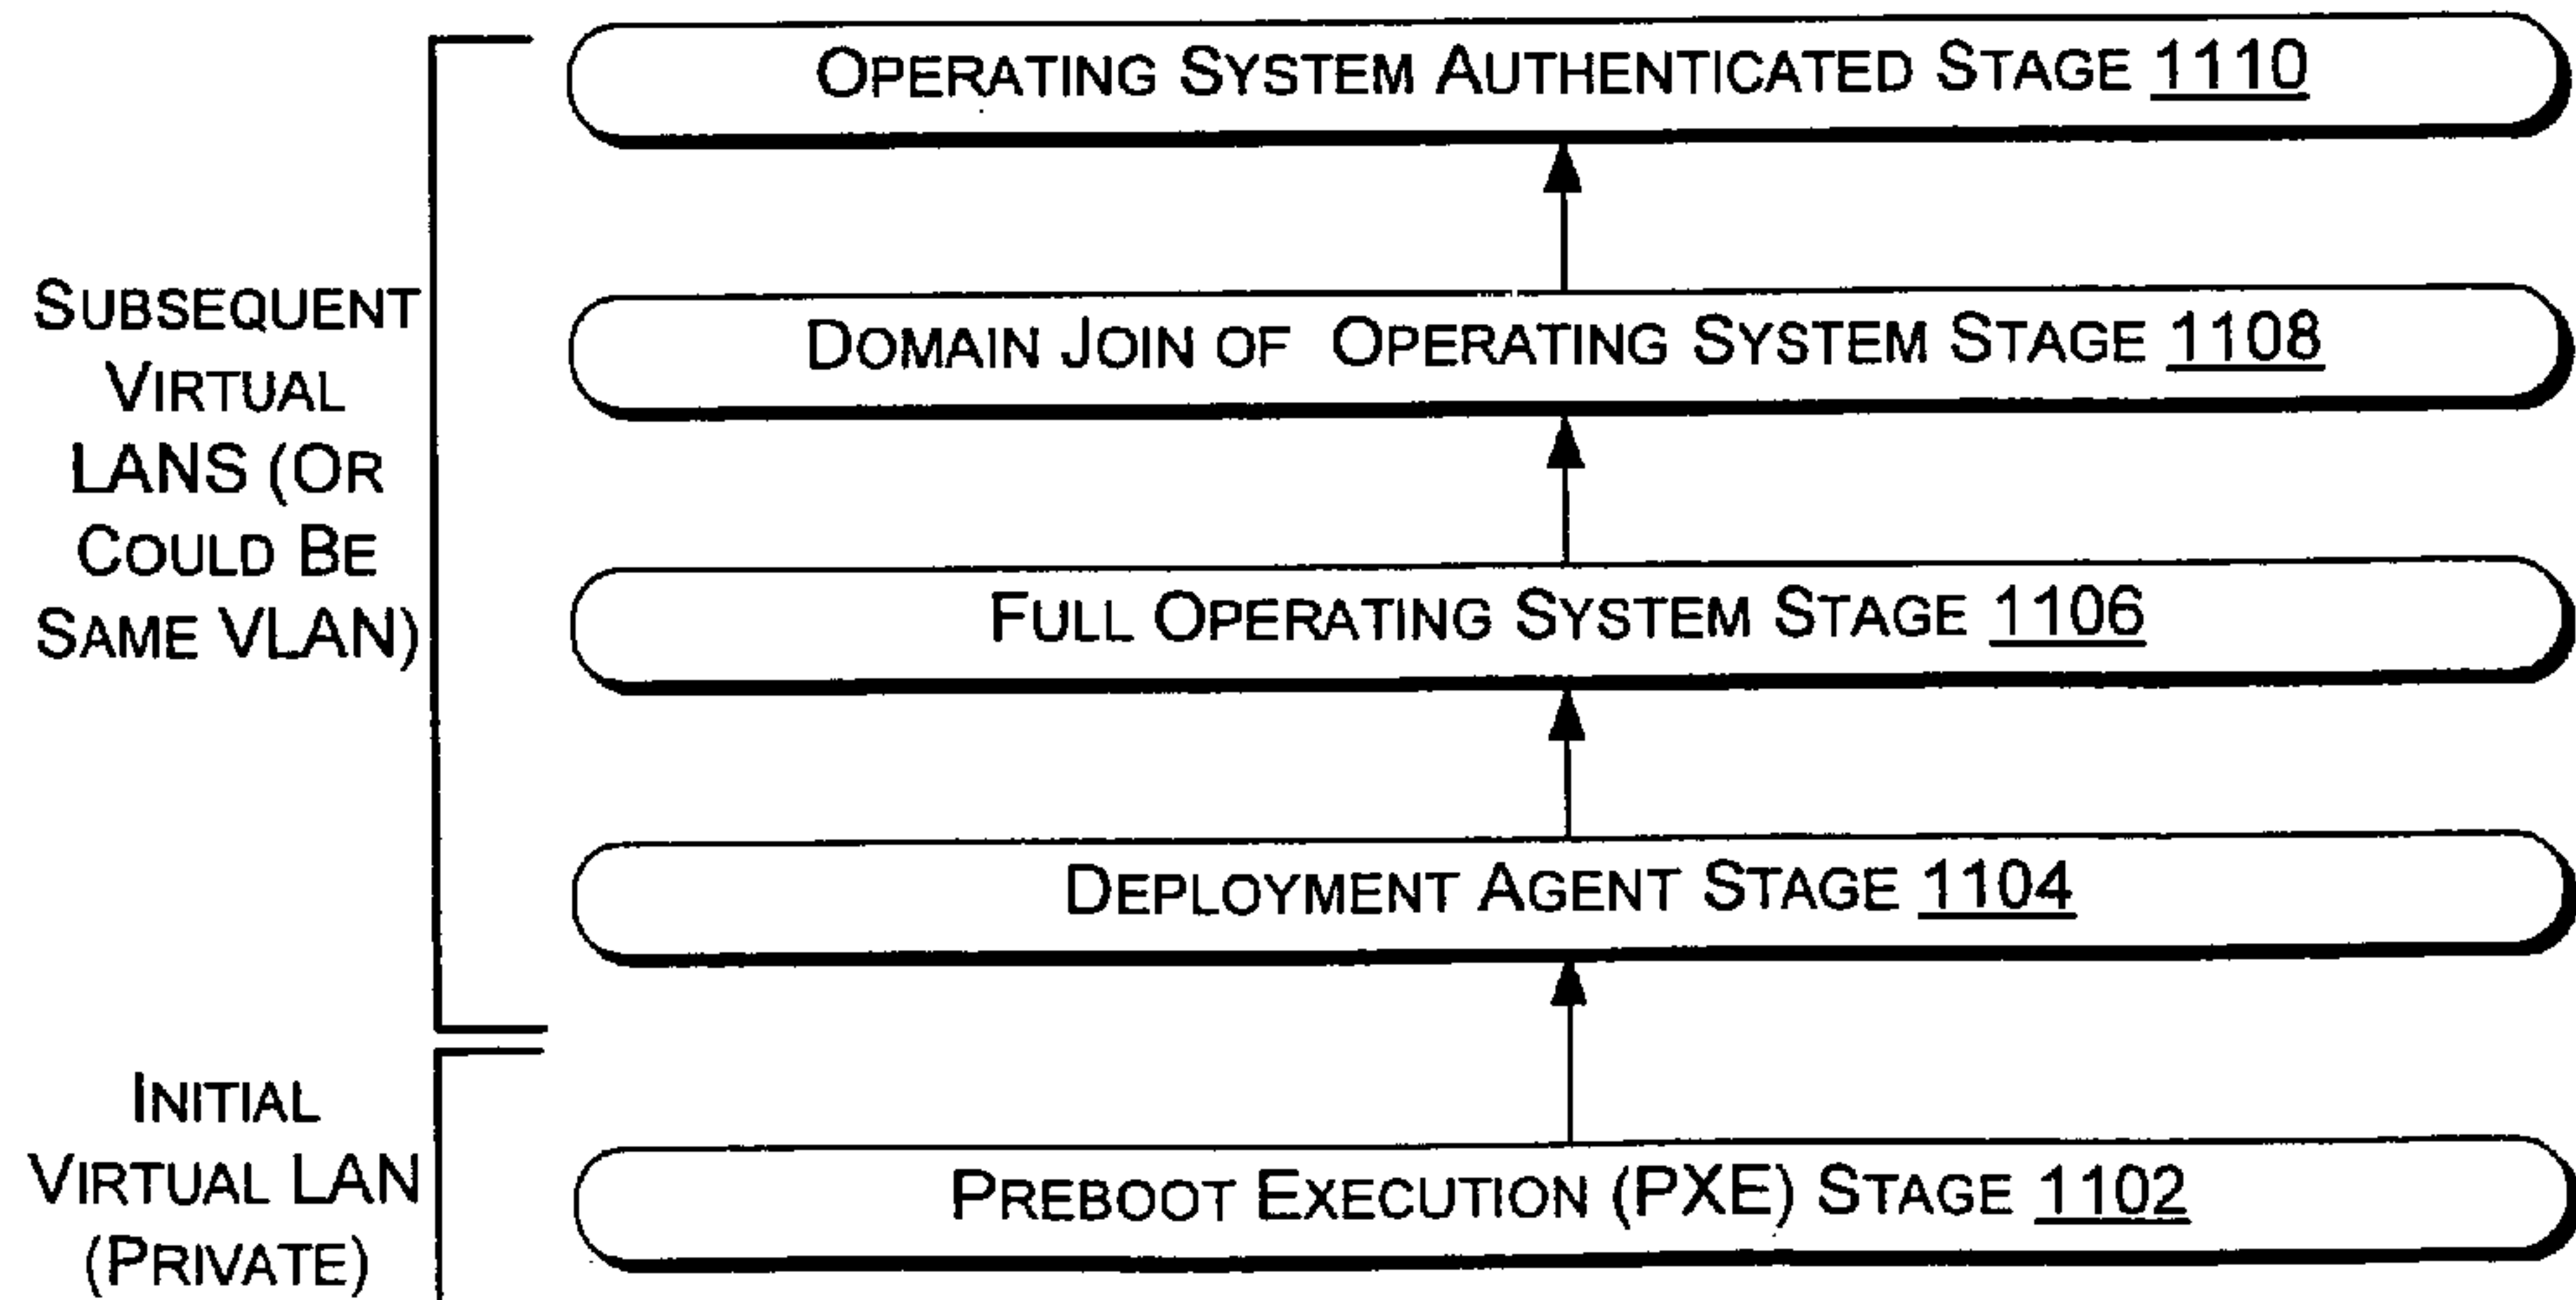 OPERATING SYSTEM AUTHENTICATED STAGE 1110
SUBSEQUENT
VIRTUAL
LANS (OR
COULD BE
SAME VLAN)
DOMAIN JOIN OF OPERATING SYSTEM STAGE 1108
FULL OPERATING SYSTEM STAGE 1106
DEPLOYMENT AGENT STAGE 1104
INITIAL
VIRTUAL LAN
(PRIVATE)
PREBOOT EXECUTION (PXE) STAGE 1102